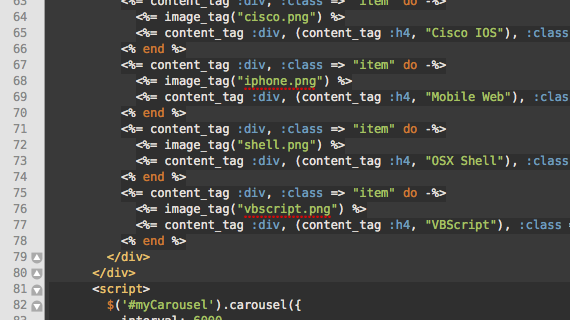 63 <%= content_tag :div, :class => "item" do -%>
64 <%= image_tag("cisco.png") %>
65 <%= content_tag :div, (content_tag :h4, "Cisco IOS"), :class
66 <% end %>
67 <%= content_tag :div, :class => "item" do -%>
68 <%= image_tag("iphone.png") %>
69 <%= content_tag :div, (content_tag :h4, "Mobile Web"), :clas
70 <% end %>
71 <%= content_tag :div, :class => "item" do -%>
72 <%= image_tag("shell.png") %>
73 <%= content_tag :div, (content_tag :h4, "OSX Shell"), :class
74 <% end %>
75 <%= content_tag :div, :class => "item" do -%>
76 <%= image_tag("vbscript.png") %>
77 <%= content_tag :div, (content_tag :h4, "VBScript"), :class =
78 <% end %>
79 </div>
80 </div>
81 <script>
82 $('#myCarousel').carousel({
83 interval: 6000